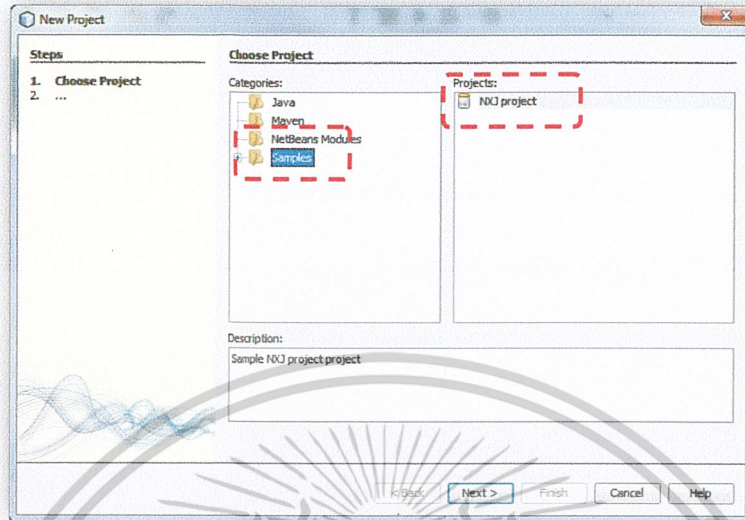 New Project
Steps
1. Choose Project
2. ...
Choose Project
Categories:
Java
Maven
NetBeans Modules
Samples
Projects:
NXJ project
Description:
Sample NXJ project project
< Back
Next >
Finish
Cancel
Help